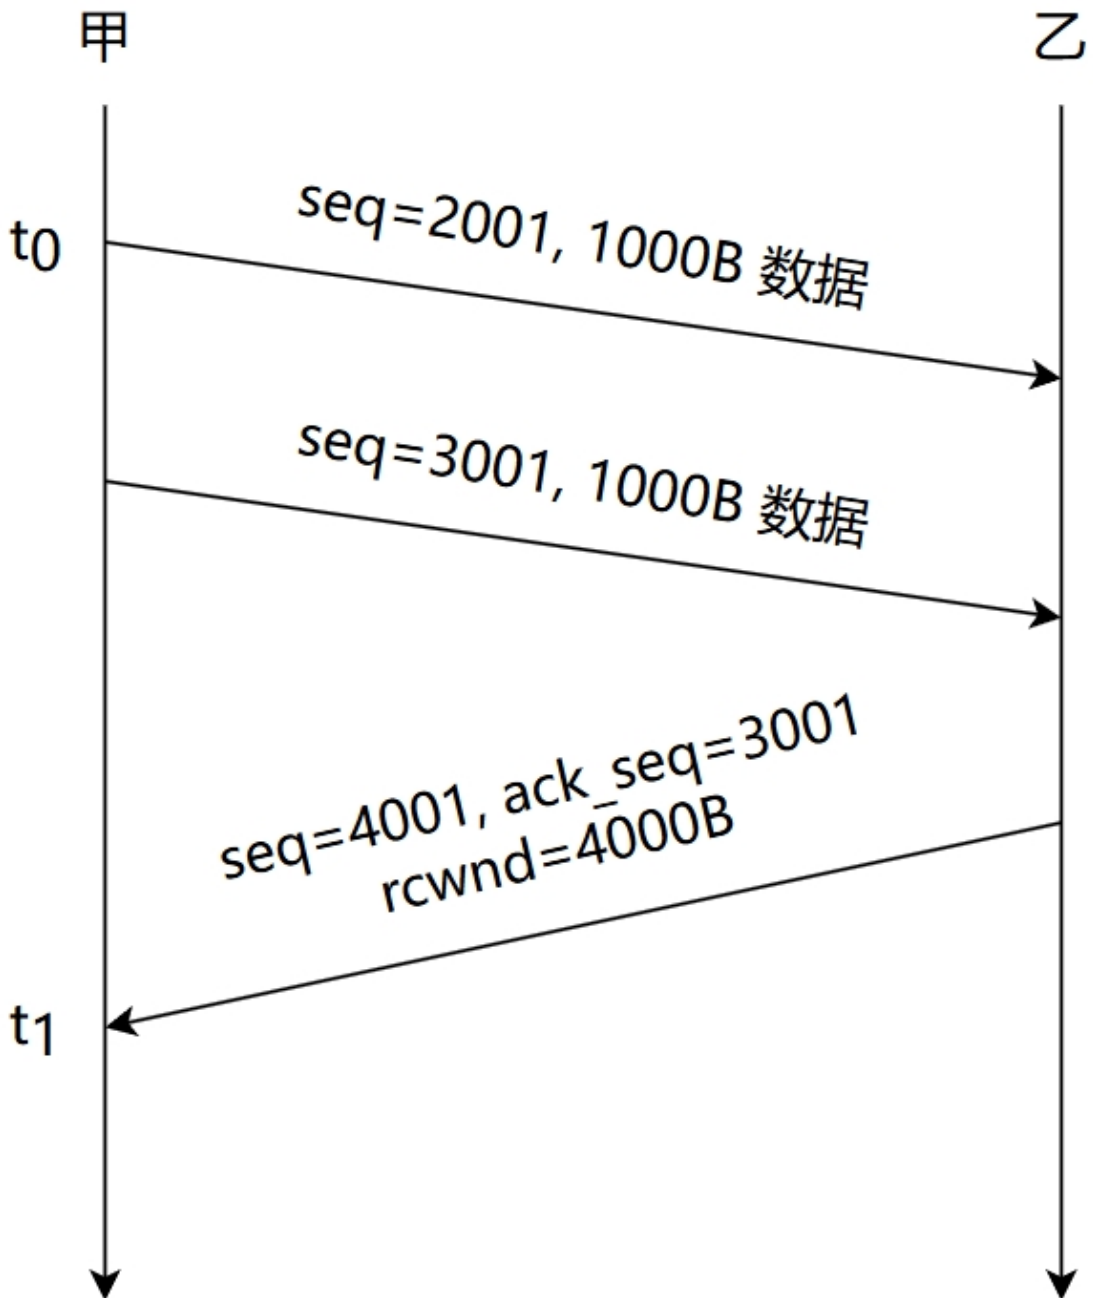 甲
乙
t0
seq=2001, 1000B 数据
seq=3001, 1000B 数据
seq=4001, ack_seq=3001
rcwnd=4000B
t1